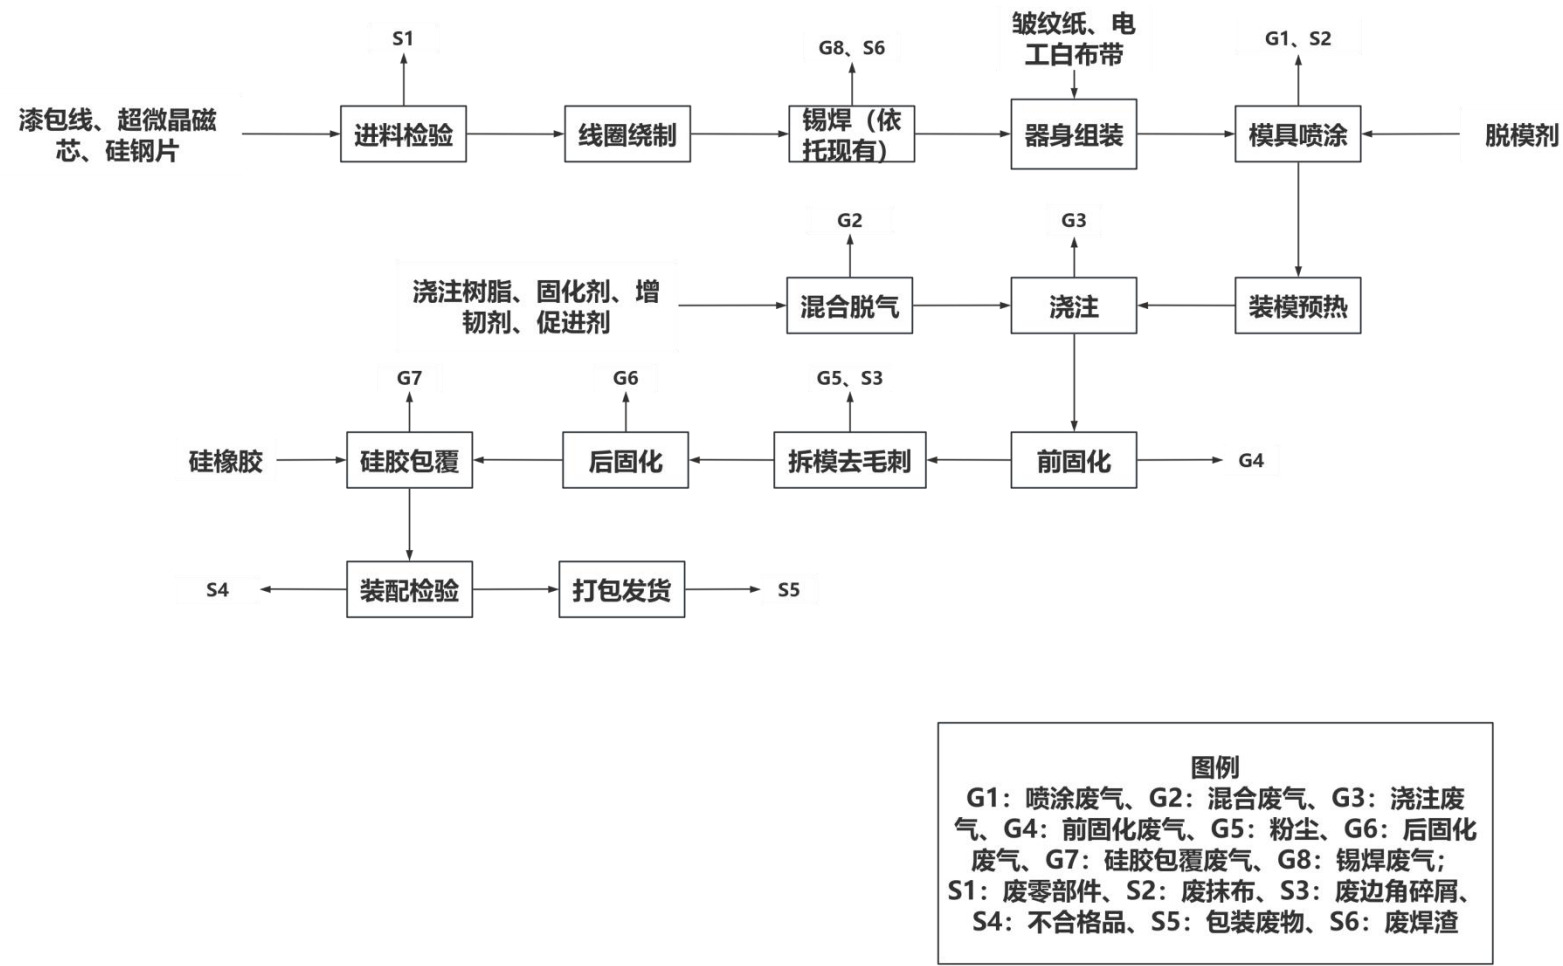 S1
G8、S6
皱纹纸、电
工白布带
G1、S2
漆包线、超微晶磁
芯、硅钢片
进料检验
线圈绕制
锡焊（依
托现有）
器身组装
模具喷涂
脱模剂
G2
G3
浇注树脂、固化剂、增
韧剂、促进剂
混合脱气
浇注
装模预热
G7
G6
G5、S3
硅橡胶
硅胶包覆
后固化
拆模去毛刺
前固化
G4
S4
装配检验
打包发货
S5
图例
G1：喷涂废气、G2：混合废气、G3：浇注废
气、G4：前固化废气、G5：粉尘、G6：后固化
废气、G7：硅胶包覆废气、G8：锡焊废气；
S1：废零部件、S2：废抹布、S3：废边角碎屑、
S4：不合格品、S5：包装废物、S6：废焊渣